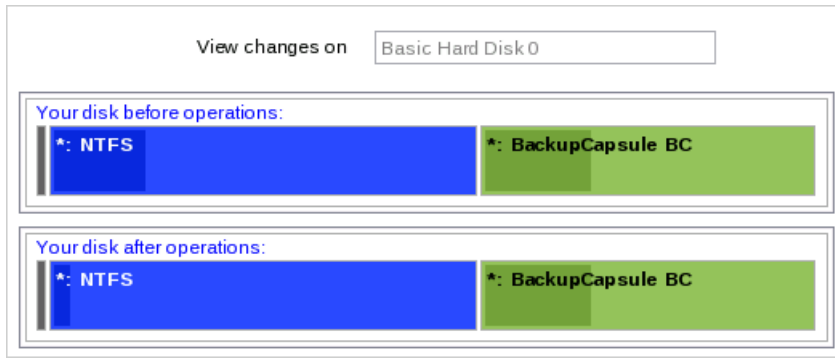 View changes on Basic Hard Disk 0
Your disk before operations:
*: NTFS *: BackupCapsule BC
Your disk after operations:
*: NTFS *: BackupCapsule BC